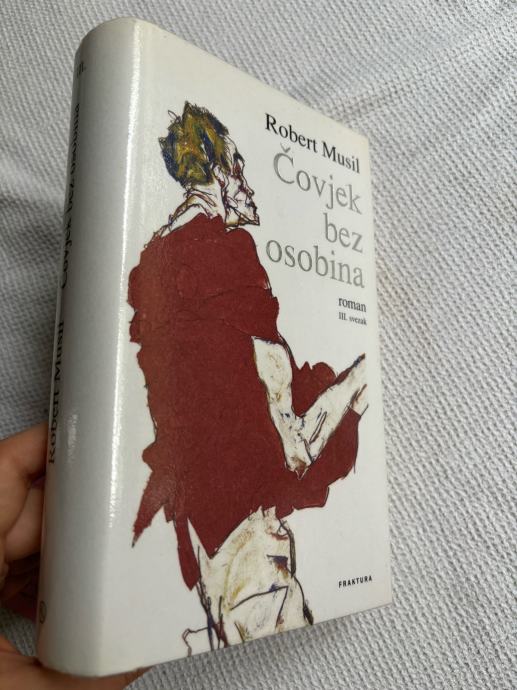 Robert Musil
Čovjek
bez
osobina
roman
III. svezak
FRAKTURA
Robert Musil Čovjek bez osobina III.